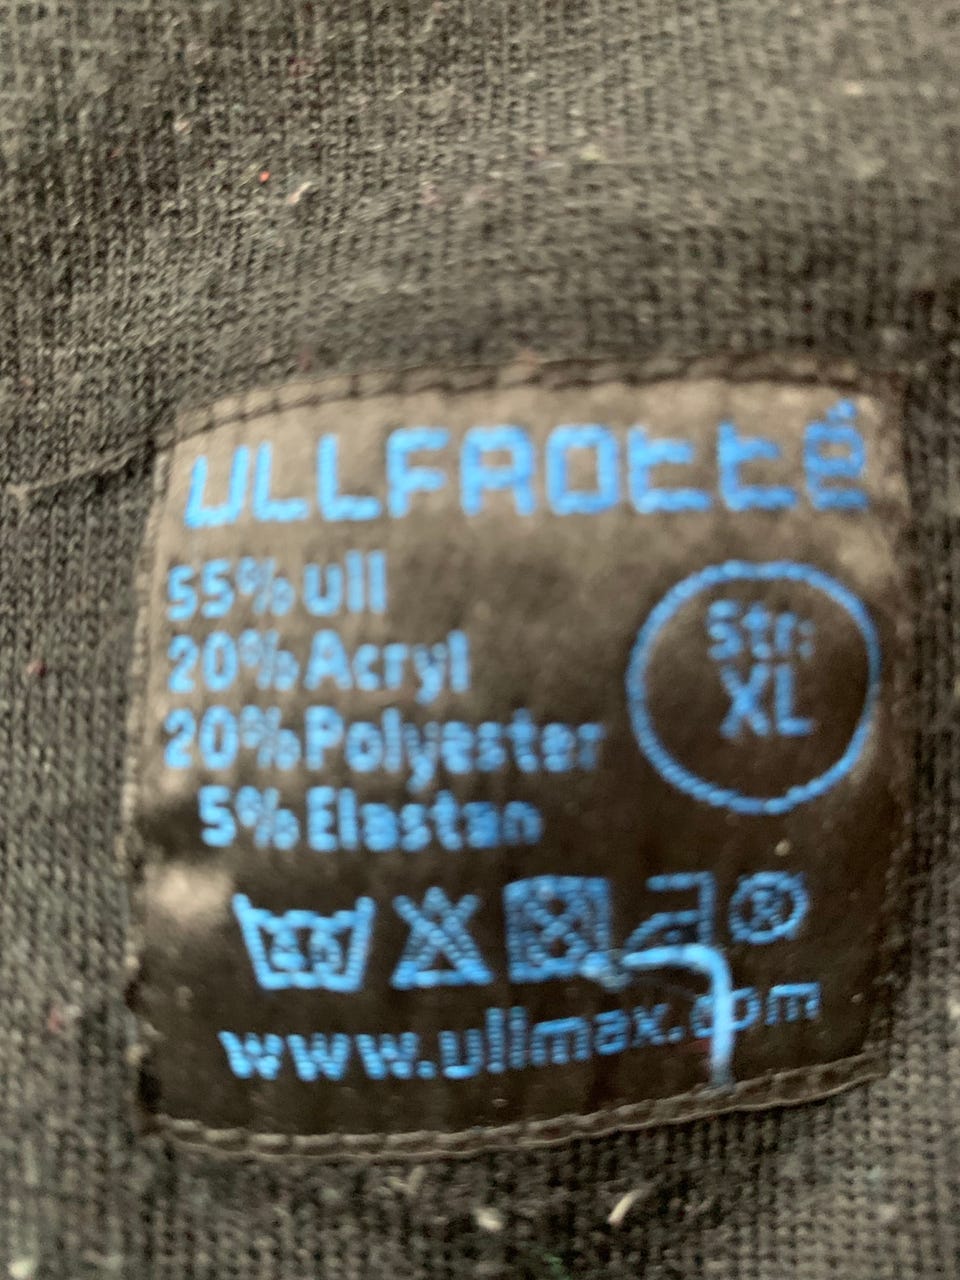 ULLFROttÉ
55% ull
20% Acryl
20% Polyester
5% Elastan
Str:
XL
www.ullmax.com